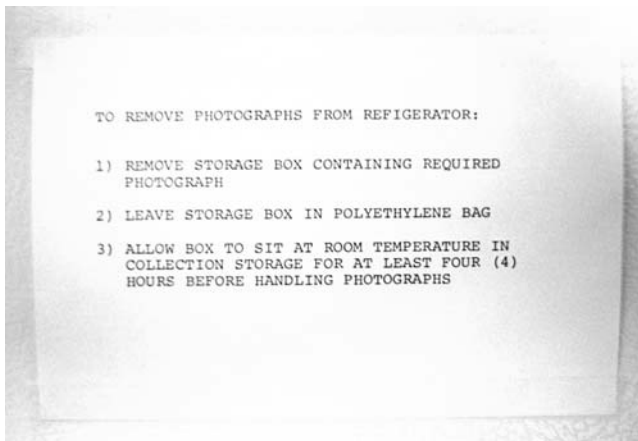 TO REMOVE PHOTOGRAPHS FROM REFIGERATOR:
1) REMOVE STORAGE BOX CONTAINING REQUIRED
PHOTOGRAPH
2) LEAVE STORAGE BOX IN POLYETHYLENE BAG
3) ALLOW BOX TO SIT AT ROOM TEMPERATURE IN
COLLECTION STORAGE FOR AT LEAST FOUR (4)
HOURS BEFORE HANDLING PHOTOGRAPHS